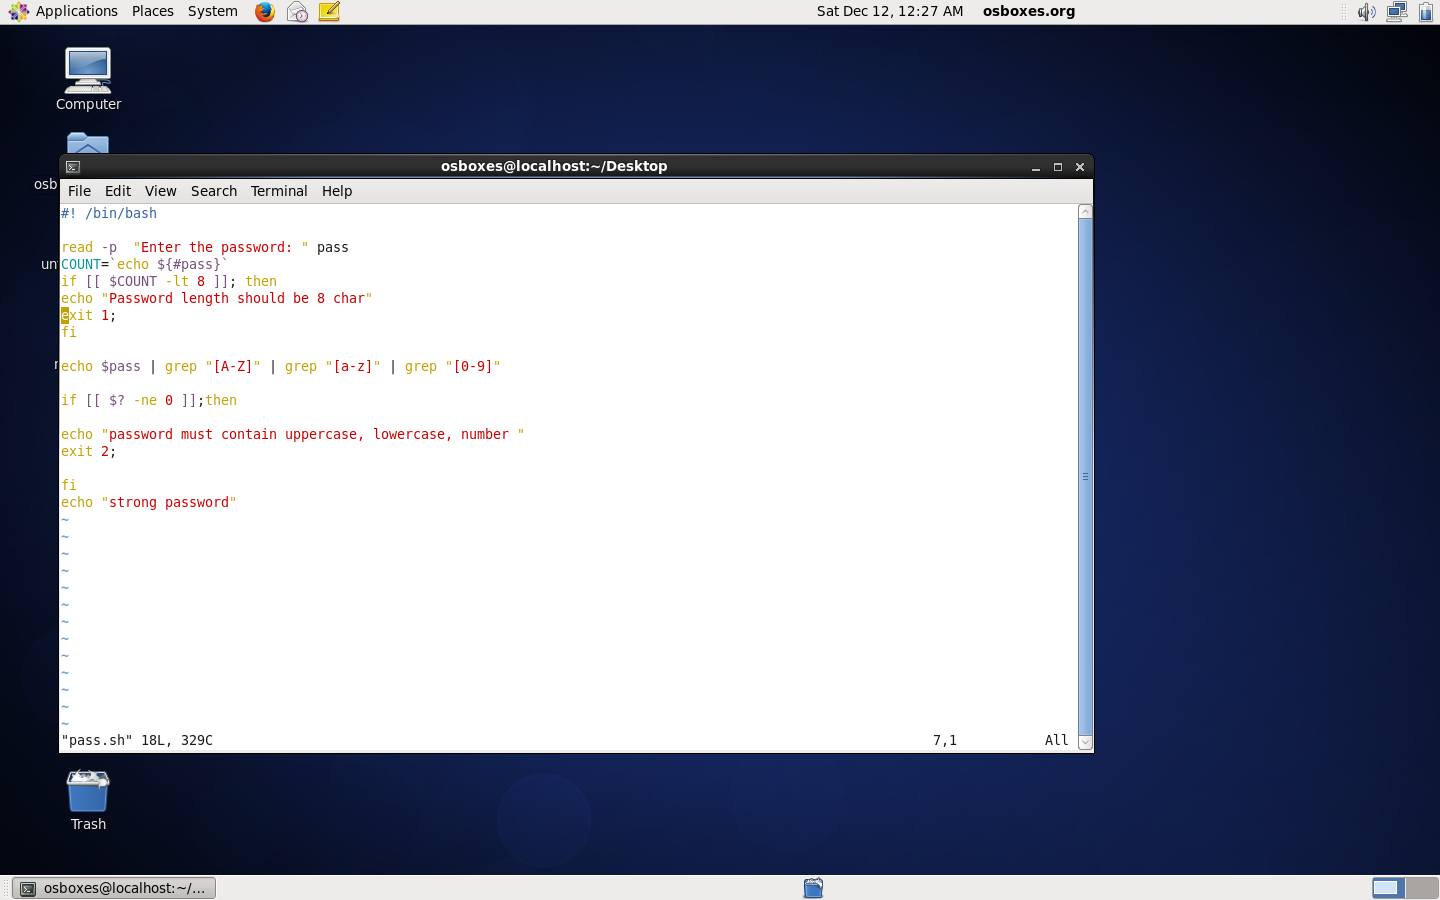 Applications Places System Sat Dec 12, 12:27 AM osboxes.org
Computer
osboxes@localhost:~/Desktop
osb
File Edit View Search Terminal Help
#! /bin/bash
read -p  "Enter the password: " pass
un
COUNT=`echo ${#pass}`
if [[ $COUNT -lt 8 ]]; then
echo "Password length should be 8 char"
exit 1;
fi
echo $pass | grep "[A-Z]" | grep "[a-z]" | grep "[0-9]"
if [[ $? -ne 0 ]];then
echo "password must contain uppercase, lowercase, number "
exit 2;
fi
echo "strong password"
~
~
~
~
~
~
~
~
~
~
~
~
~
"pass.sh" 18L, 329C 7,1 All
Trash
osboxes@localhost:~/...